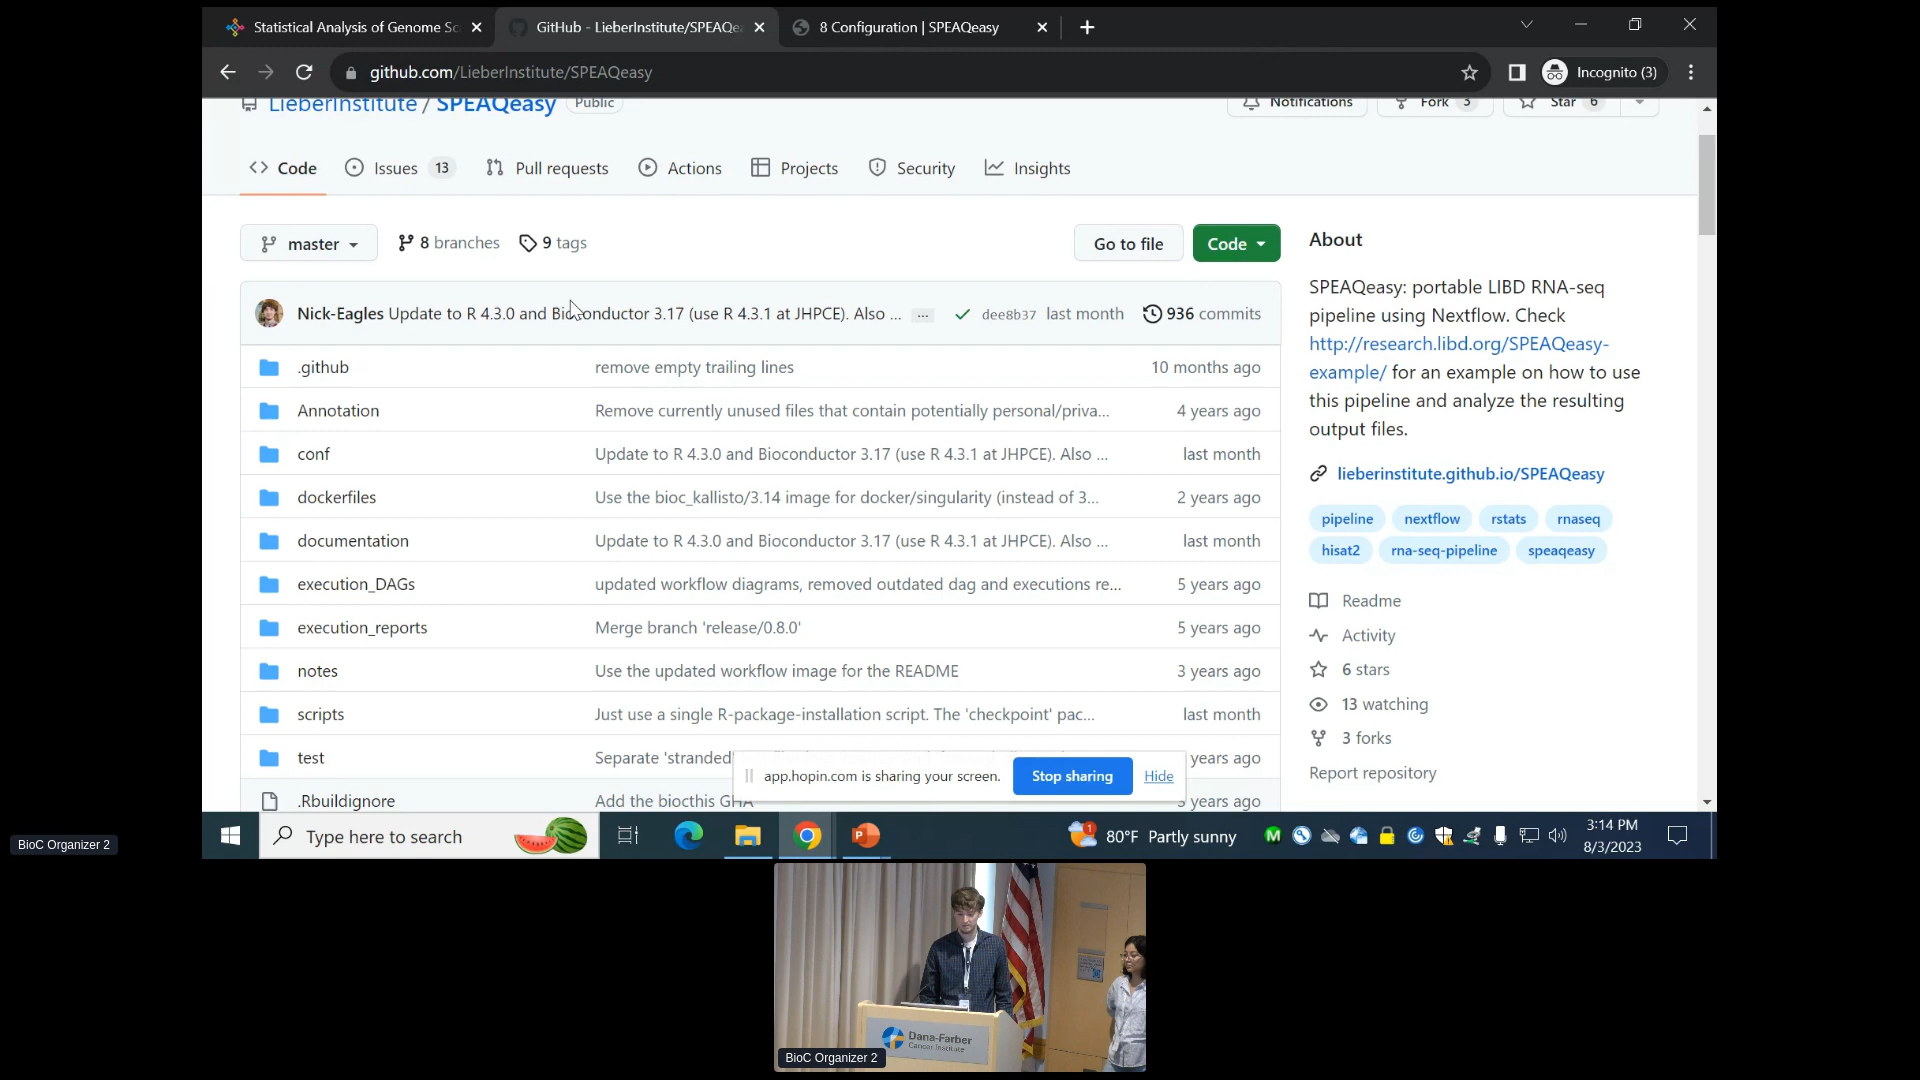 Statistical Analysis of Genome Sc
GitHub - LieberInstitute/SPEAQe
8 Configuration | SPEAQeasy
github.com/LieberInstitute/SPEAQeasy
Incognito (3)
LieberInstitute / SPEAQeasy Public
Notifications
Fork 3
Star 6
Code
Issues 13
Pull requests
Actions
Projects
Security
Insights
master
8 branches
9 tags
Go to file
Code
Nick-Eagles Update to R 4.3.0 and Bioconductor 3.17 (use R 4.3.1 at JHPCE). Also ... ... dee8b37 last month 936 commits
.github remove empty trailing lines 10 months ago
Annotation Remove currently unused files that contain potentially personal/priva... 4 years ago
conf Update to R 4.3.0 and Bioconductor 3.17 (use R 4.3.1 at JHPCE). Also ... last month
dockerfiles Use the bioc_kallisto/3.14 image for docker/singularity (instead of 3... 2 years ago
documentation Update to R 4.3.0 and Bioconductor 3.17 (use R 4.3.1 at JHPCE). Also ... last month
execution_DAGs updated workflow diagrams, removed outdated dag and executions re... 5 years ago
execution_reports Merge branch 'release/0.8.0' 5 years ago
notes Use the updated workflow image for the README 3 years ago
scripts Just use a single R-package-installation script. The 'checkpoint' pac... last month
test Separate 'stranded' years ago
.Rbuildignore Add the biocthis GHA years ago
About
SPEAQeasy: portable LIBD RNA-seq
pipeline using Nextflow. Check
http://research.libd.org/SPEAQeasy-
example/ for an example on how to use
this pipeline and analyze the resulting
output files.
lieberinstitute.github.io/SPEAQeasy
pipeline nextflow rstats rnaseq
hisat2 rna-seq-pipeline speaqeasy
Readme
Activity
6 stars
13 watching
3 forks
Report repository
app.hopin.com is sharing your screen. Stop sharing Hide
Type here to search
1
80°F Partly sunny
3:14 PM
8/3/2023
BioC Organizer 2
Dana-Farber
Cancer Institute
BioC Organizer 2